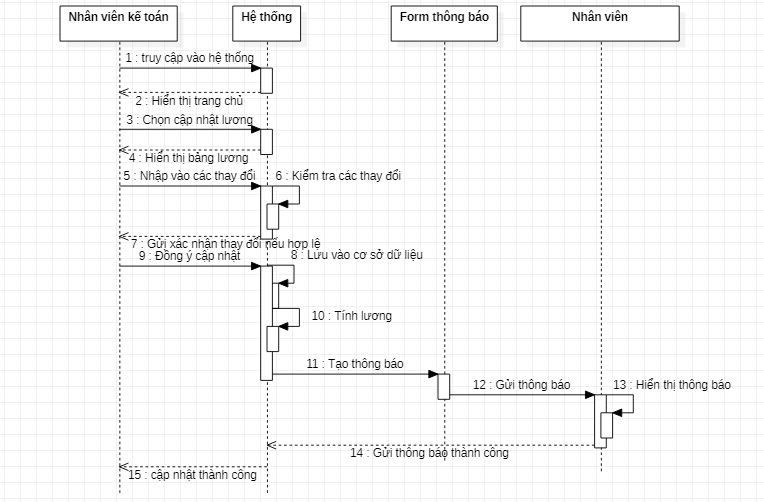 Nhân viên kế toán
Hệ thống
Form thông báo
Nhân viên
1 : truy cập vào hệ thống
2 : Hiển thị trang chủ
3 : Chọn cập nhật lương
4 : Hiển thị bảng lương
5 : Nhập vào các thay đổi
6 : Kiểm tra các thay đổi
7 : Gửi xác nhận thay đổi nếu hợp lệ
8 : Lưu vào cơ sở dữ liệu
9 : Đồng ý cập nhật
10 : Tính lương
11 : Tạo thông báo
12 : Gửi thông báo
13 : Hiển thị thông báo
14 : Gửi thông báo thành công
15 : cập nhật thành công